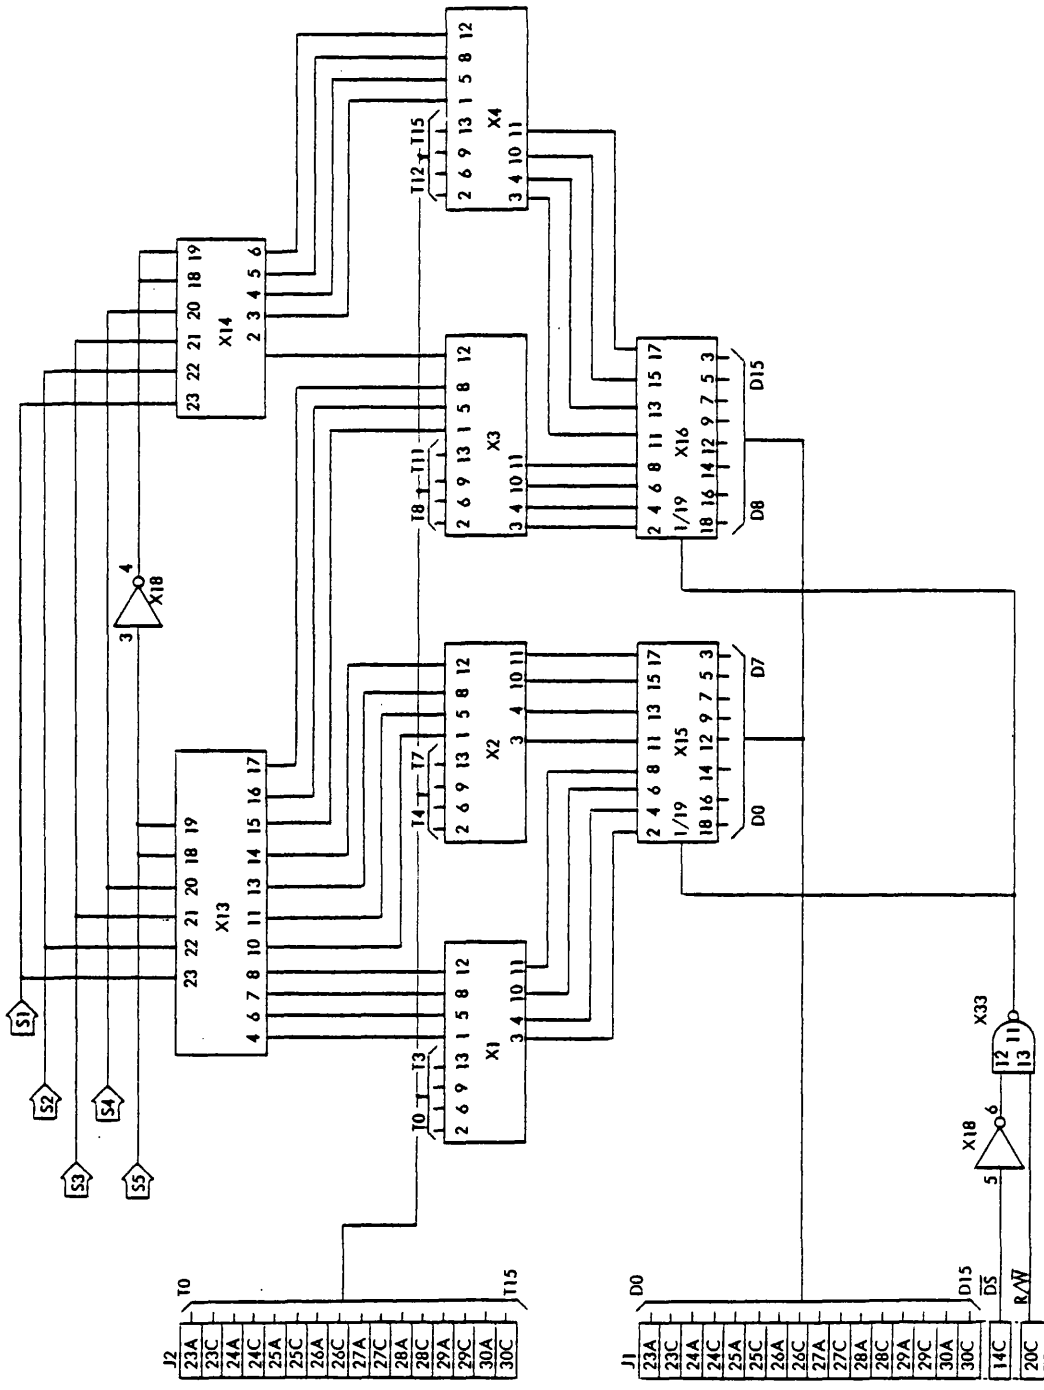 S1
S2
S3
S4
S5
3 4
X18
23 22 21 20 18 19
X13
4 6 7 8 10 11 13 14 15 16 17
23 22 21 20 18 19
X14
2 3 4 5 6
T0 T3
2 6 9 13 1 5 8 12
X1
3 4 10 11
T4 T7
2 6 9 13 1 5 8 12
X2
3 4 10 11
T8 T11
2 6 9 13 1 5 8 12
X3
3 4 10 11
T12 T15
2 6 9 13 1 5 8 12
X4
3 4 10 11
2 4 6 8 11 13 15 17
1/19 X15
18 16 14 12 9 7 5 3
D0 D7
2 4 6 8 11 13 15 17
1/19 X16
18 16 14 12 9 7 5 3
D8 D15
J2
T0
23A
23C
24A
24C
25A
25C
26A
26C
27A
27C
28A
28C
29A
29C
30A
30C
T15
J1
D0
23A
23C
24A
24C
25A
25C
26A
26C
27A
27C
28A
28C
29A
29C
30A
30C
D15
14C DS
20C R/W
5 X18 6
12
13
11
X33